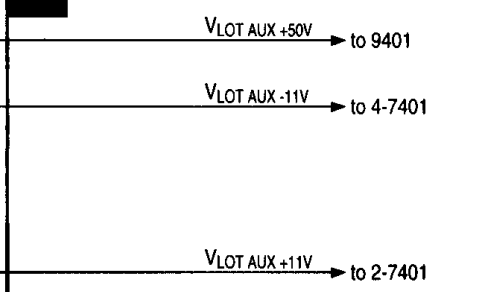 VLOT AUX +50V to 9401
VLOT AUX -11V to 4-7401
VLOT AUX +11V to 2-7401